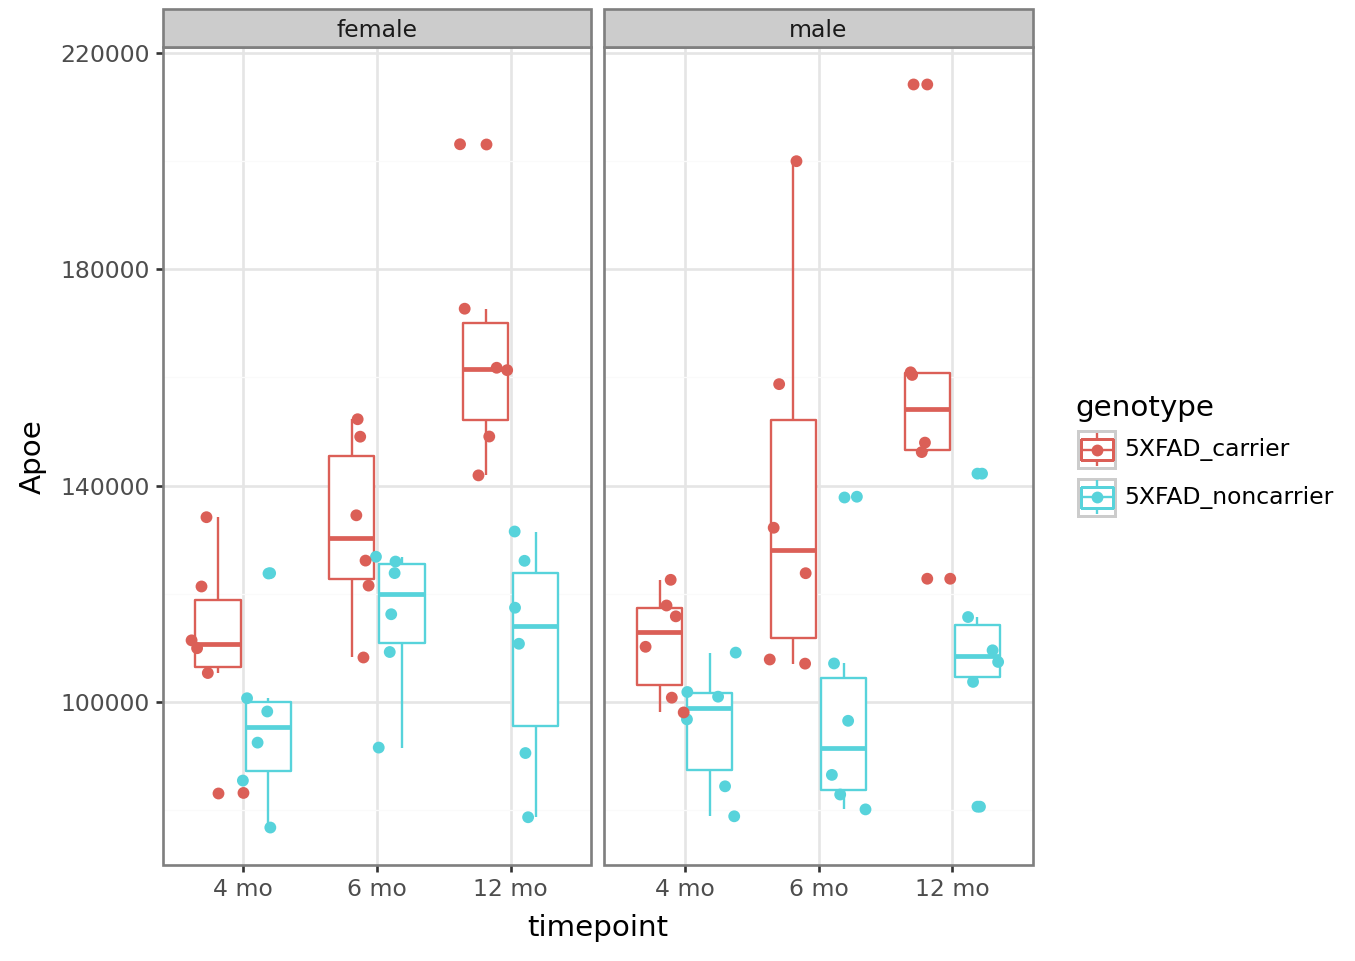 female
male
220000
180000
140000
100000
Apoe
4 mo
6 mo
12 mo
4 mo
6 mo
12 mo
timepoint
genotype
5XFAD_carrier
5XFAD_noncarrier